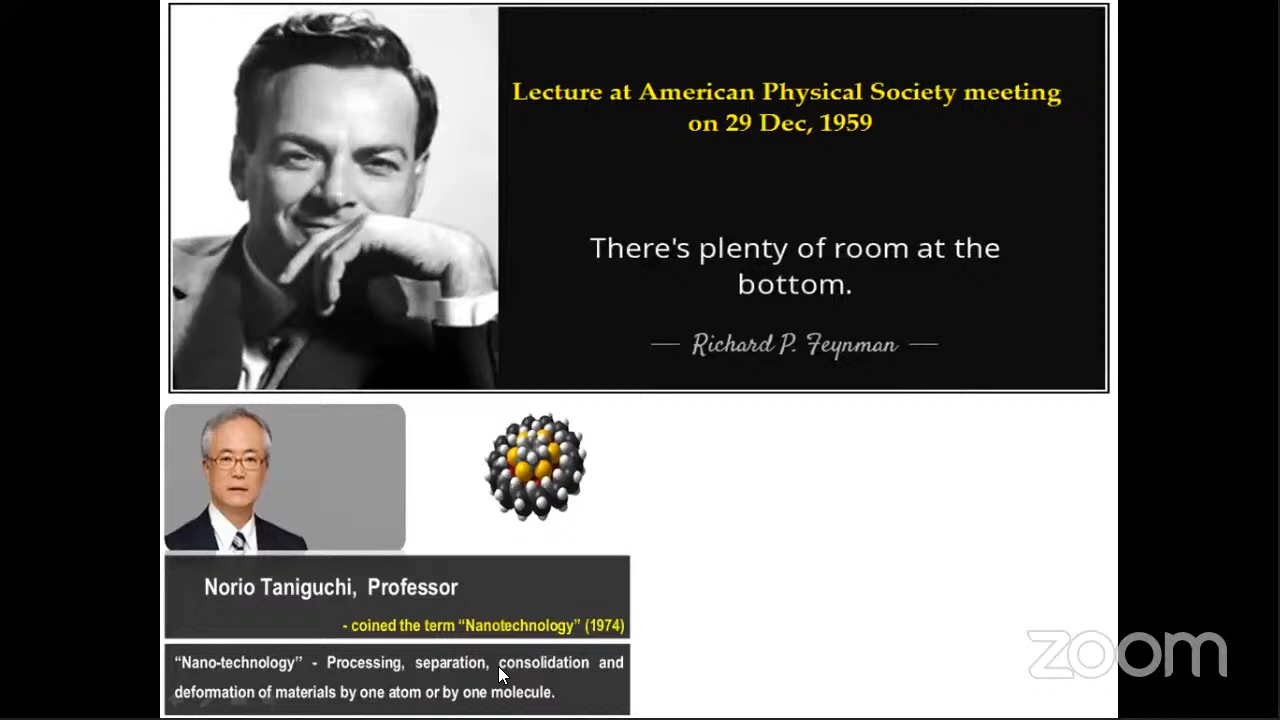 Lecture at American Physical Society meeting
on 29 Dec, 1959
There's plenty of room at the
bottom.
Richard P. Feynman
Norio Taniguchi, Professor
- coined the term “Nanotechnology” (1974)
“Nano-technology” - Processing, separation, consolidation and
deformation of materials by one atom or by one molecule.
zoom